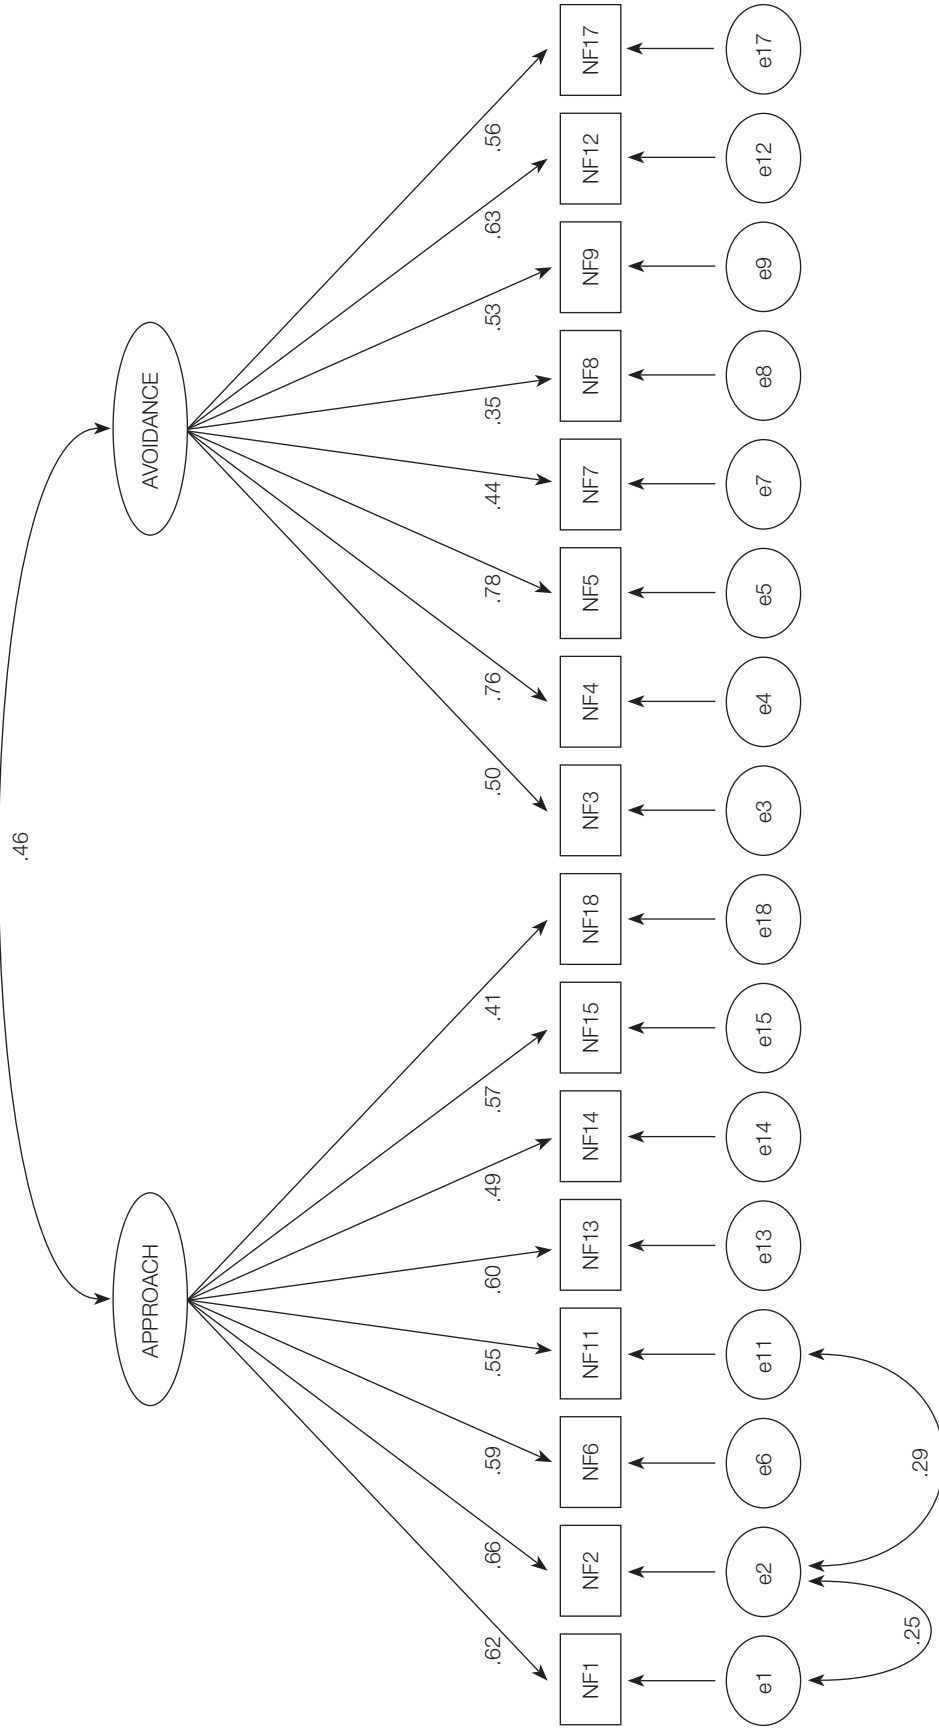 .46
APPROACH
AVOIDANCE
.62
.66
.59
.55
.60
.49
.57
.41
.50
.76
.78
.44
.35
.53
.63
.56
NF1
NF2
NF6
NF11
NF13
NF14
NF15
NF18
NF3
NF4
NF5
NF7
NF8
NF9
NF12
NF17
e1
e2
e6
e11
e13
e14
e15
e18
e3
e4
e5
e7
e8
e9
e12
e17
.25
.29